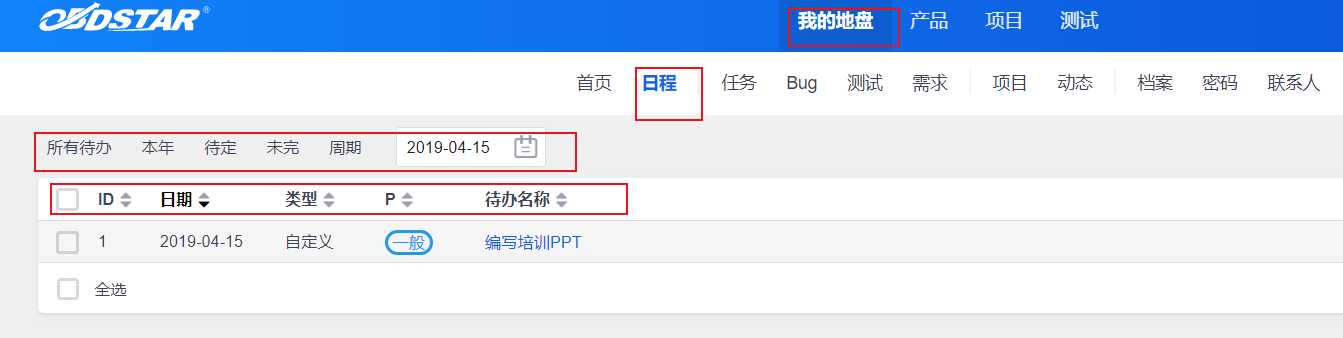 OBDSTAR® 我的地盘 产品 项目 测试
首页 日程 任务 Bug 测试 需求 项目 动态 档案 密码 联系人
所有待办 本年 待定 未完 周期 2019-04-15
ID 日期 类型 P 待办名称
1 2019-04-15 自定义 一般 编写培训PPT
全选